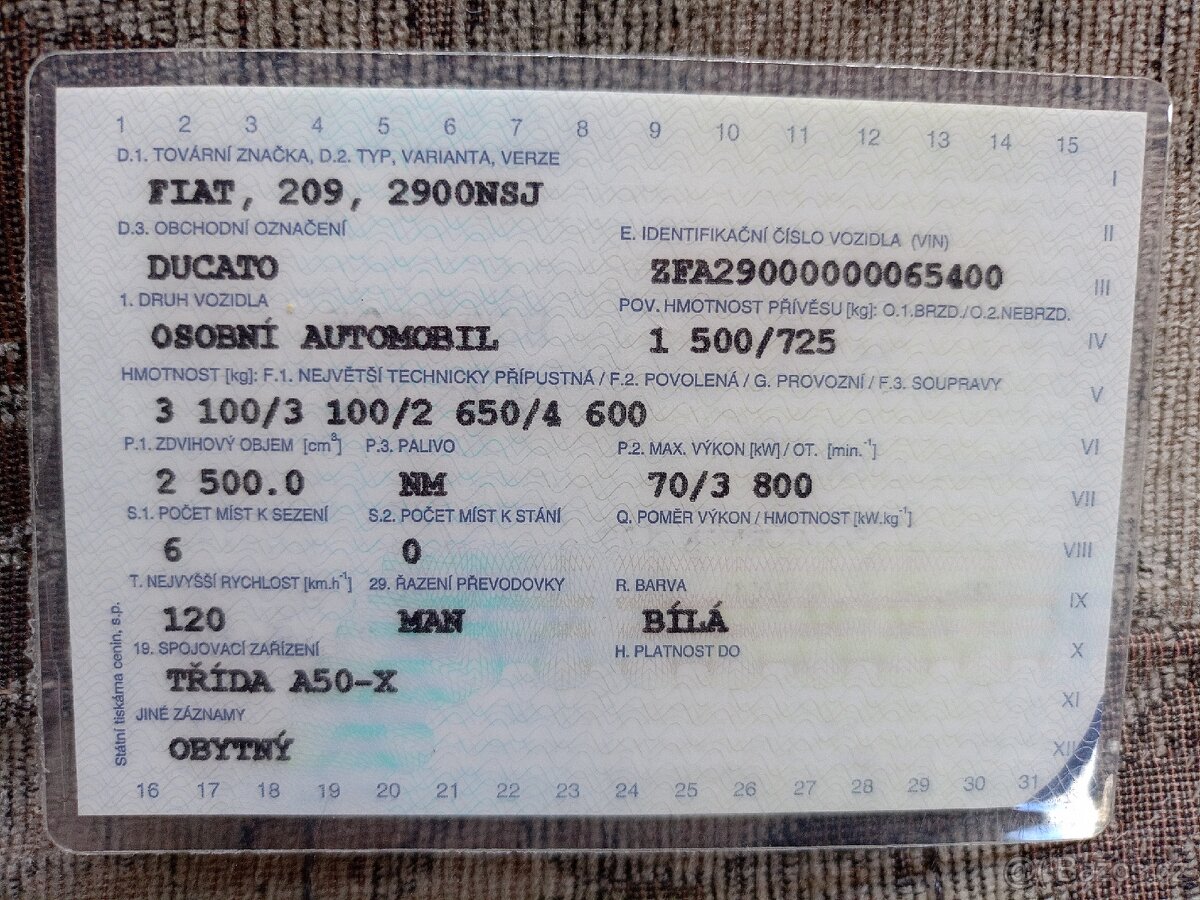 1 2 3 4 5 6 7 8 9 10 11 12 13 14 15
D.1. TOVÁRNÍ ZNAČKA, D.2. TYP, VARIANTA, VERZE
I
FIAT, 209, 2900NSJ
D.3. OBCHODNÍ OZNAČENÍ E. IDENTIFIKAČNÍ ČÍSLO VOZIDLA (VIN) II
DUCATO ZFA29000000065400
III
1. DRUH VOZIDLA POV. HMOTNOST PŘÍVĚSU [kg]: O.1.BRZD./O.2.NEBRZD.
OSOBNÍ AUTOMOBIL 1 500/725 IV
HMOTNOST [kg]: F.1. NEJVĚTŠÍ TECHNICKY PŘÍPUSTNÁ / F.2. POVOLENÁ / G. PROVOZNÍ / F.3. SOUPRAVY
V
3 100/3 100/2 650/4 600
P.1. ZDVIHOVÝ OBJEM [cm³] P.3. PALIVO P.2. MAX. VÝKON [kW] / OT. [min.⁻¹] VI
2 500.0 NM 70/3 800
VII
S.1. POČET MÍST K SEZENÍ S.2. POČET MÍST K STÁNÍ Q. POMĚR VÝKON / HMOTNOST [kW.kg⁻¹]
6 0 VIII
T. NEJVYŠŠÍ RYCHLOST [km.h⁻¹] 29. ŘAZENÍ PŘEVODOVKY R. BARVA
IX
120 MAN BÍLÁ
19. SPOJOVACÍ ZAŘÍZENÍ H. PLATNOST DO X
TŘÍDA A50-X
XI
JINÉ ZÁZNAMY
OBYTNÝ XII
16 17 18 19 20 21 22 23 24 25 26 27 28 29 30 31
Státní tiskárna cenin, s.p.
Bazoš.cz